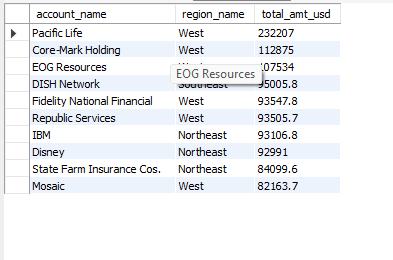 account_name region_name total_amt_usd
Pacific Life West 232207
Core-Mark Holding West 112875
EOG Resources 107534
EOG Resources
DISH Network Southeast 95005.8
Fidelity National Financial West 93547.8
Republic Services West 93505.7
IBM Northeast 93106.8
Disney Northeast 92991
State Farm Insurance Cos. Northeast 84099.6
Mosaic West 82163.7